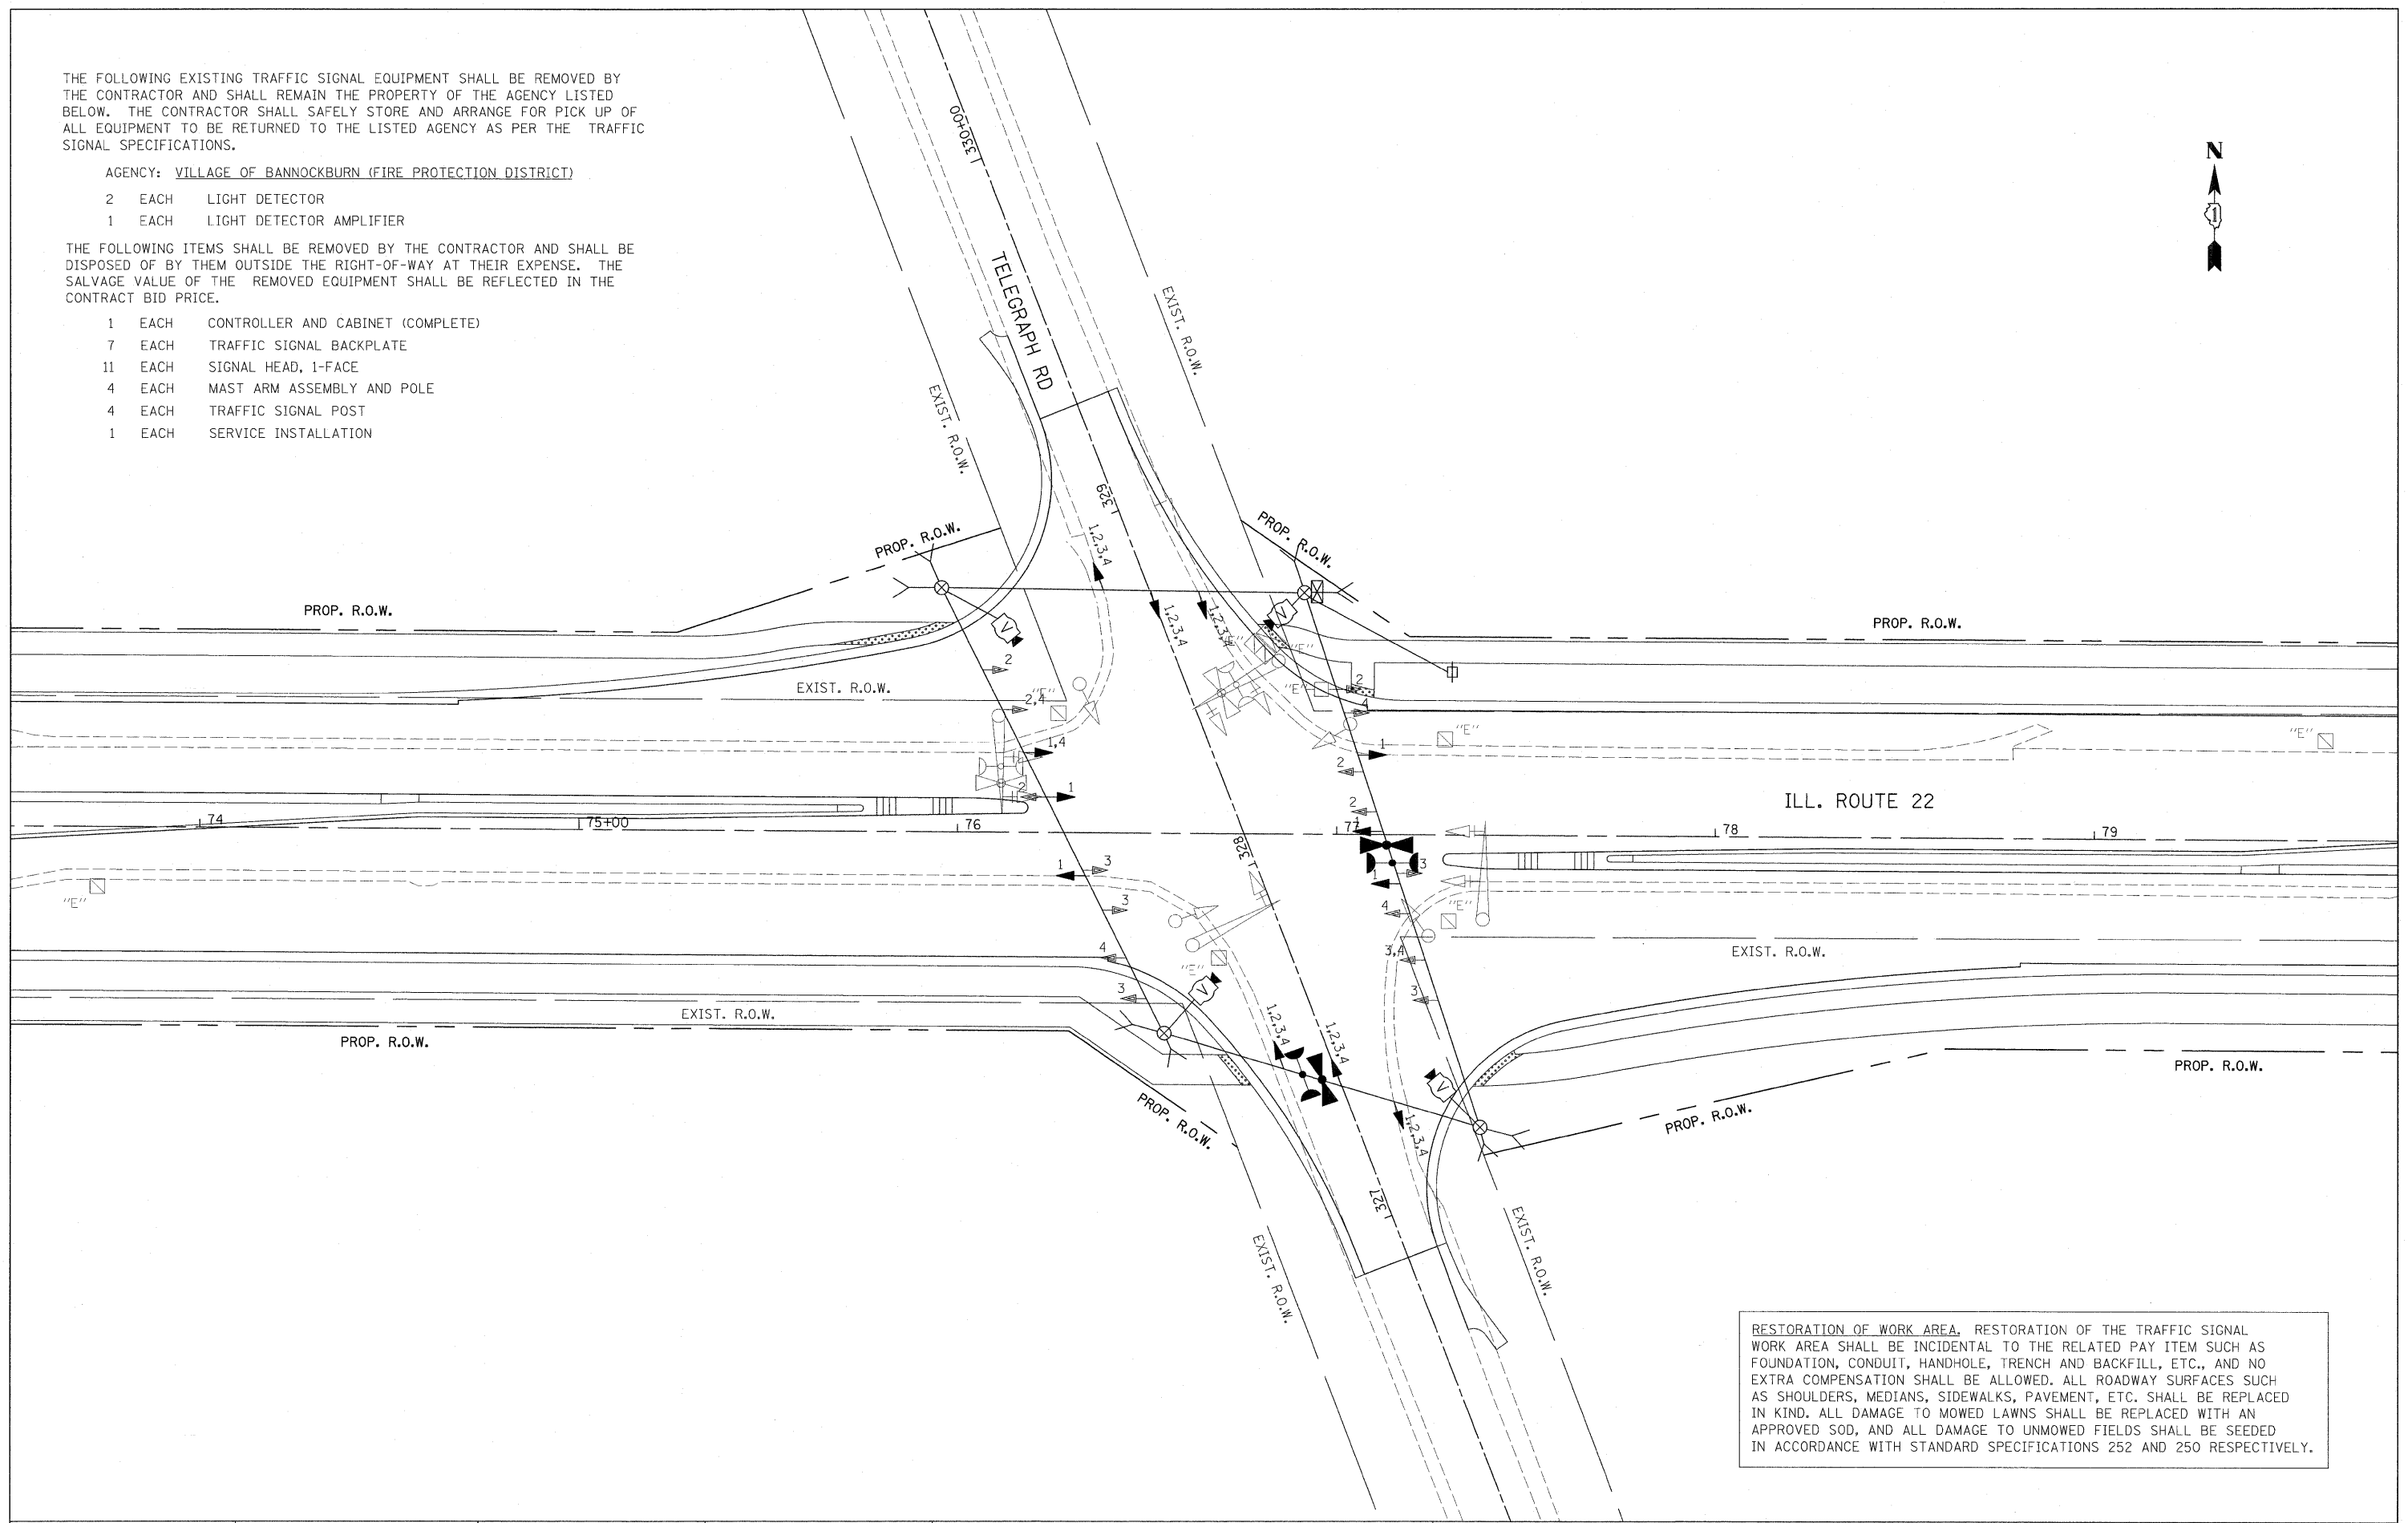 THE FOLLOWING EXISTING TRAFFIC SIGNAL EQUIPMENT SHALL BE REMOVED BY
THE CONTRACTOR AND SHALL REMAIN THE PROPERTY OF THE AGENCY LISTED
BELOW. THE CONTRACTOR SHALL SAFELY STORE AND ARRANGE FOR PICK UP OF
ALL EQUIPMENT TO BE RETURNED TO THE LISTED AGENCY AS PER THE TRAFFIC
SIGNAL SPECIFICATIONS.
AGENCY: VILLAGE OF BANNOCKBURN (FIRE PROTECTION DISTRICT)
2 EACH LIGHT DETECTOR
1 EACH LIGHT DETECTOR AMPLIFIER
THE FOLLOWING ITEMS SHALL BE REMOVED BY THE CONTRACTOR AND SHALL BE
DISPOSED OF BY THEM OUTSIDE THE RIGHT-OF-WAY AT THEIR EXPENSE. THE
SALVAGE VALUE OF THE REMOVED EQUIPMENT SHALL BE REFLECTED IN THE
CONTRACT BID PRICE.
1 EACH CONTROLLER AND CABINET (COMPLETE)
7 EACH TRAFFIC SIGNAL BACKPLATE
11 EACH SIGNAL HEAD, 1-FACE
4 EACH MAST ARM ASSEMBLY AND POLE
4 EACH TRAFFIC SIGNAL POST
1 EACH SERVICE INSTALLATION
N
1
330+00
TELEGRAPH RD
EXIST. R.O.W.
EXIST. R.O.W.
329
1,2,3,4
PROP. R.O.W.
PROP. R.O.W.
PROP. R.O.W.
PROP. R.O.W.
1,2,3,4
1,2,3,4
V
V
"E"
"E"
2
EXIST. R.O.W.
2,4
"E"
"E"
2
4
1,4
1
"E"
"E"
2
2
1
2
1
ILL. ROUTE 22
74
75+00
76
77
78
79
328
1
3
3
1
"E"
3
4
"E"
4
3,4
EXIST. R.O.W.
"E"
3
V
3
EXIST. R.O.W.
PROP. R.O.W.
1,2,3,4
1,2,3,4
V
1,2,3,4
PROP. R.O.W.
PROP. R.O.W.
PROP. R.O.W.
327
EXIST. R.O.W.
EXIST. R.O.W.
RESTORATION OF WORK AREA. RESTORATION OF THE TRAFFIC SIGNAL
WORK AREA SHALL BE INCIDENTAL TO THE RELATED PAY ITEM SUCH AS
FOUNDATION, CONDUIT, HANDHOLE, TRENCH AND BACKFILL, ETC., AND NO
EXTRA COMPENSATION SHALL BE ALLOWED. ALL ROADWAY SURFACES SUCH
AS SHOULDERS, MEDIANS, SIDEWALKS, PAVEMENT, ETC. SHALL BE REPLACED
IN KIND. ALL DAMAGE TO MOWED LAWNS SHALL BE REPLACED WITH AN
APPROVED SOD, AND ALL DAMAGE TO UNMOWED FIELDS SHALL BE SEEDED
IN ACCORDANCE WITH STANDARD SPECIFICATIONS 252 AND 250 RESPECTIVELY.